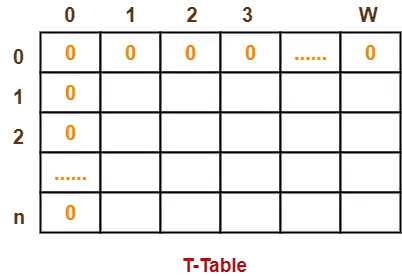 0 1 2 3 W
0 0 0 0 0 ...... 0
1 0
2 0
......
n 0
T-Table